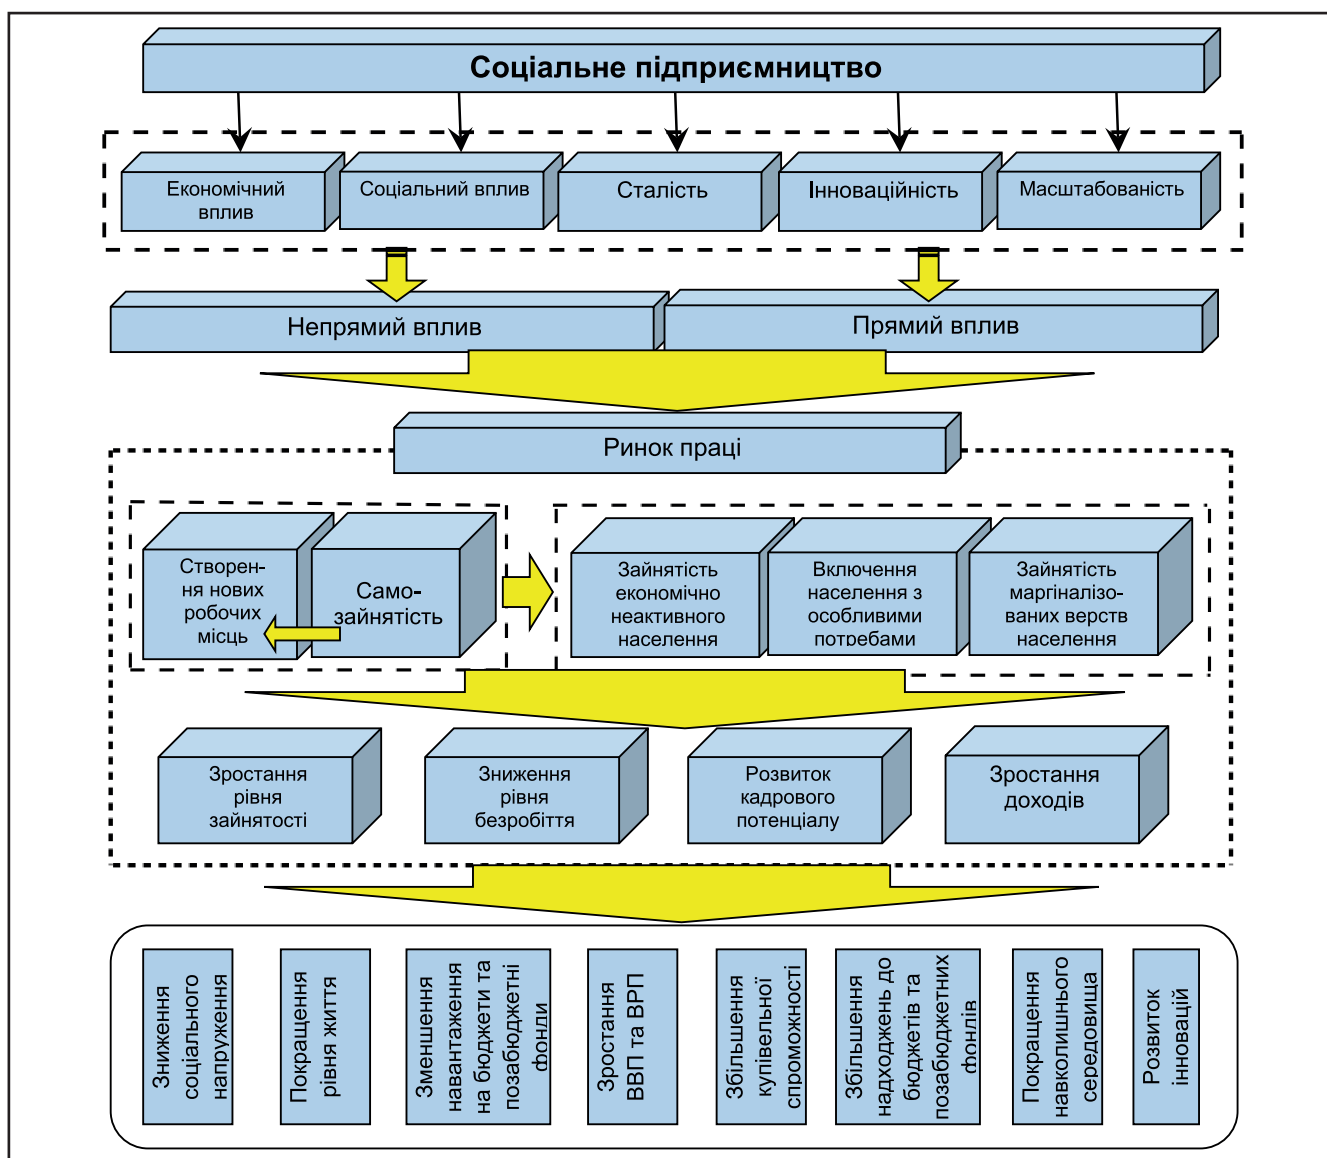 Соціальне підприємництво
Економічний
вплив
Соціальний вплив
Сталість
Інноваційність
Масштабованість
Непрямий вплив
Прямий вплив
Ринок праці
Створен-
ня нових
робочих
місць
Само-
зайнятість
Зайнятість
економічно
неактивного
населення
Включення
населення з
особливими
потребами
Зайнятість
маргіналізо-
ваних верств
населення
Зростання
рівня
зайнятості
Зниження
рівня
безробіття
Розвиток
кадрового
потенціалу
Зростання
доходів
Зниження
соціального
напруження
Покращення
рівня життя
Зменшення
навантаження
на бюджети та
позабюджетні
фонди
Зростання
ВВП та ВРП
Збільшення
купівельної
спроможності
Збільшення
надходжень до
бюджетів та
позабюджетних
фондів
Покращення
навколишнього
середовища
Розвиток
інновацій